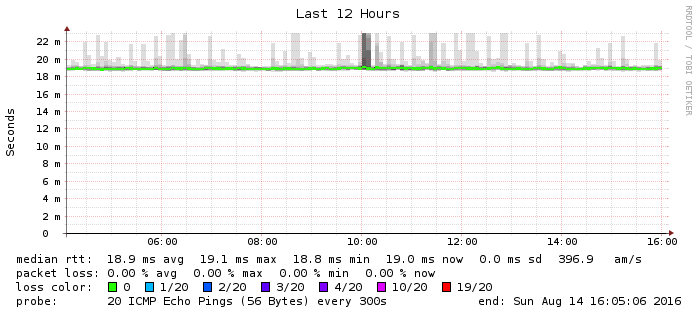 Last 12 Hours
RRDTOOL / TOBI OETIKER
Seconds
22 m
20 m
18 m
16 m
14 m
12 m
10 m
8 m
6 m
4 m
2 m
0
06:00 08:00 10:00 12:00 14:00 16:00
median rtt: 18.9 ms avg 19.1 ms max 18.8 ms min 19.0 ms now 0.0 ms sd 396.9 am/s
packet loss: 0.00 % avg 0.00 % max 0.00 % min 0.00 % now
loss color: 0 1/20 2/20 3/20 4/20 10/20 19/20
probe: 20 ICMP Echo Pings (56 Bytes) every 300s end: Sun Aug 14 16:05:06 2016